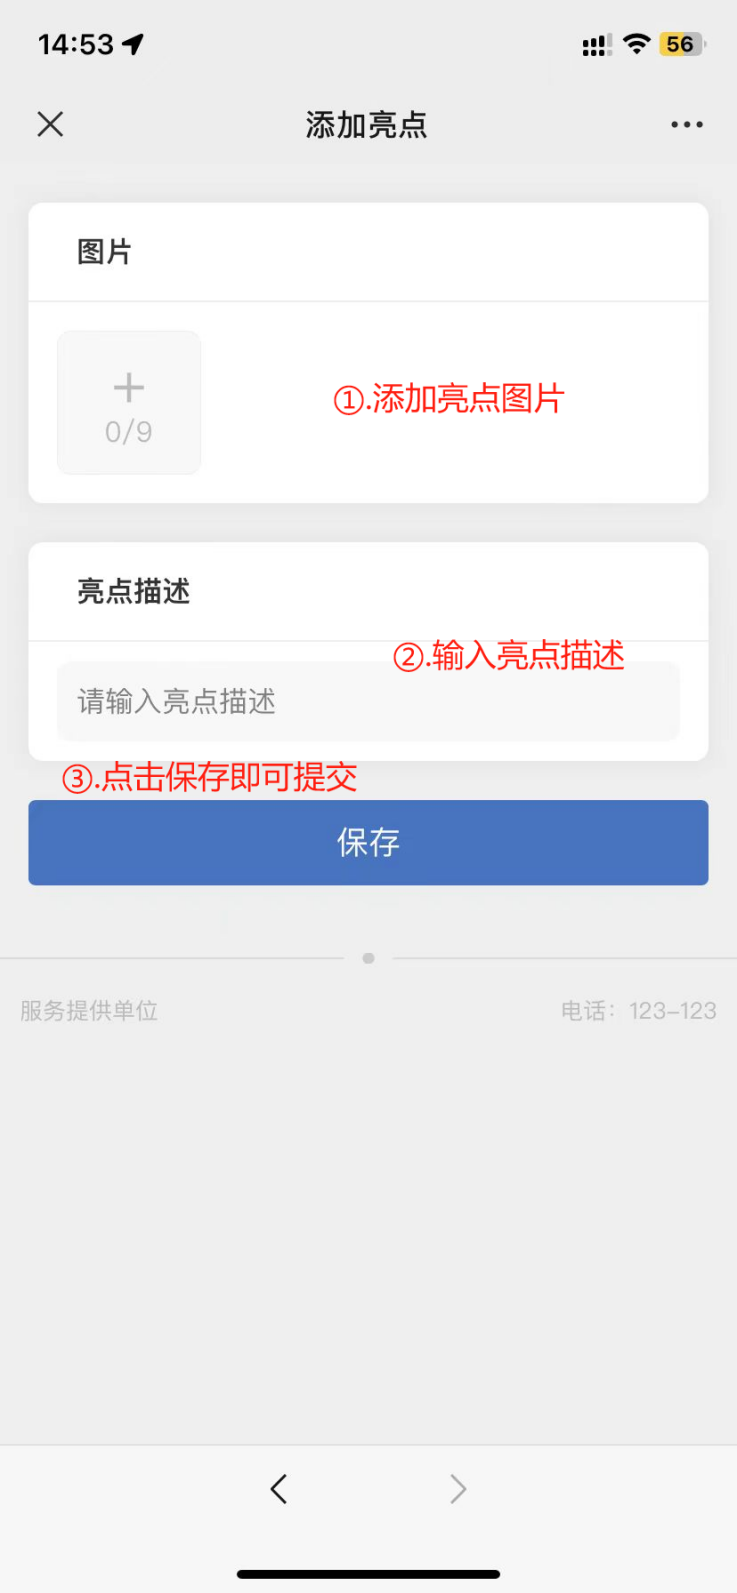 14:53
56
添加亮点
图片
0/9
①.添加亮点图片
亮点描述
②.输入亮点描述
请输入亮点描述
③.点击保存即可提交
保存
服务提供单位
电话：123-123